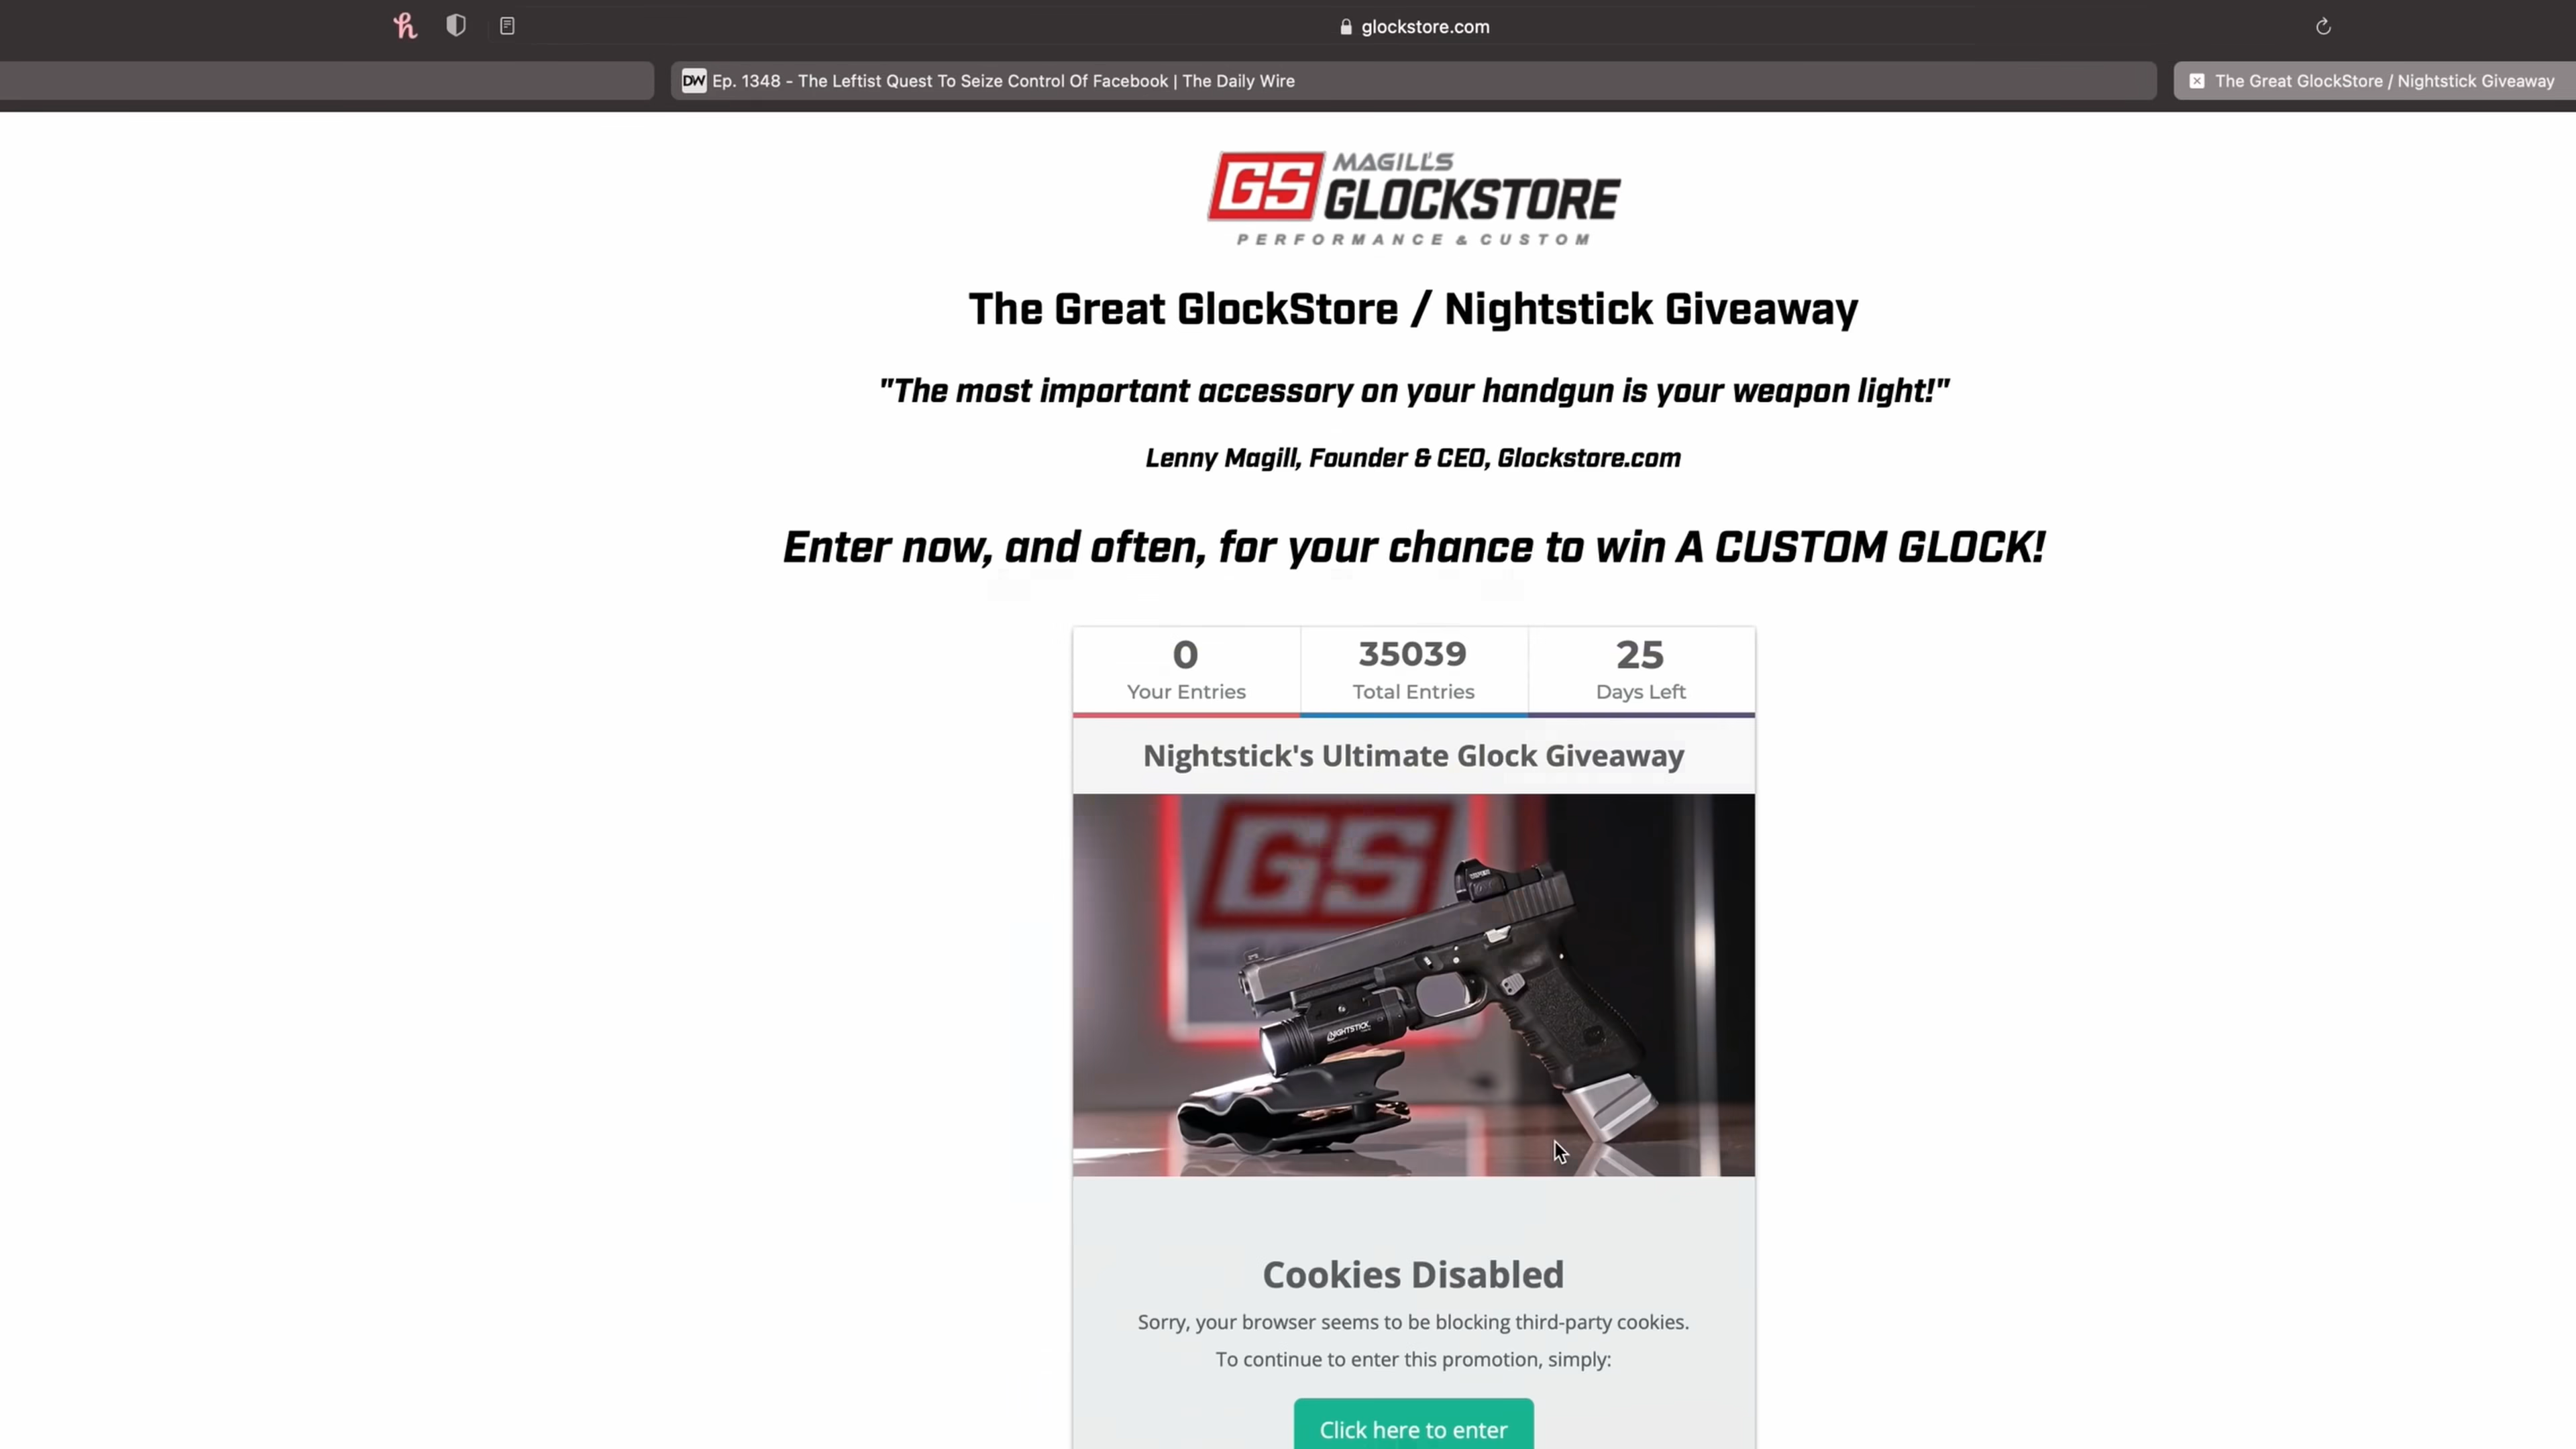 glockstore.com
DW Ep. 1348 - The Leftist Quest To Seize Control Of Facebook | The Daily Wire
The Great GlockStore / Nightstick Giveaway
GS MAGILL'S
GLOCKSTORE
PERFORMANCE & CUSTOM
The Great GlockStore / Nightstick Giveaway
"The most important accessory on your handgun is your weapon light!"
Lenny Magill, Founder & CEO, Glockstore.com
Enter now, and often, for your chance to win A CUSTOM GLOCK!
0 35039 25
Your Entries Total Entries Days Left
Nightstick's Ultimate Glock Giveaway
GS
NIGHTSTICK
Cookies Disabled
Sorry, your browser seems to be blocking third-party cookies.
To continue to enter this promotion, simply:
Click here to enter